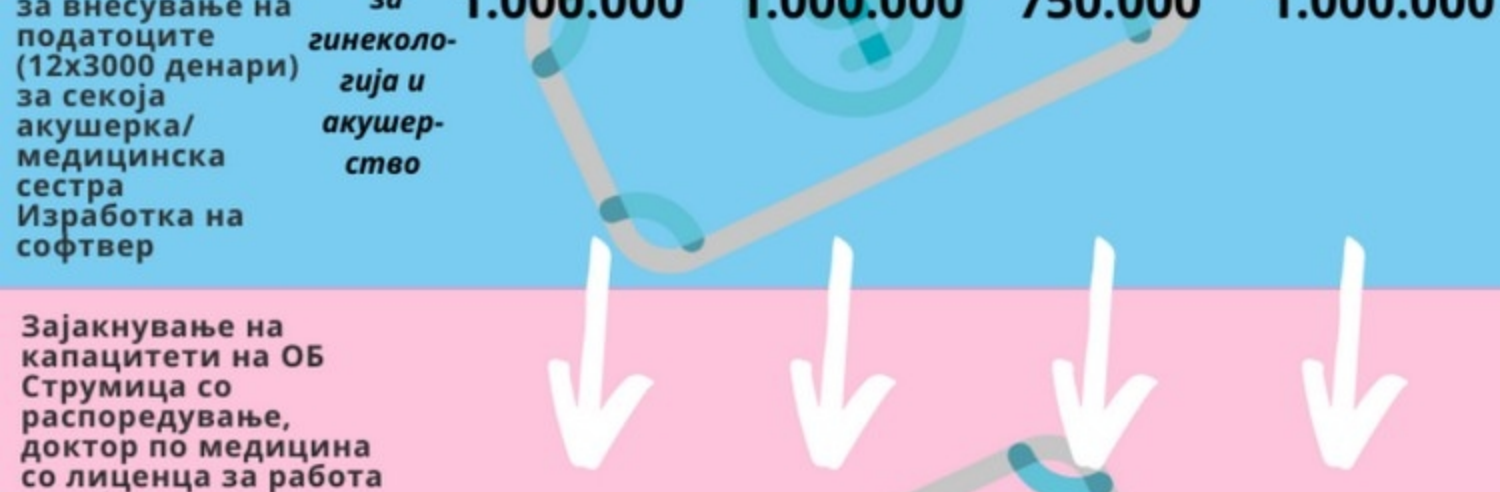 за внесување на
податоците
(12х3000 денари)
за секоја
акушерка/
медицинска
сестра
Изработка на
софтвер
за
гинеколо-
гија и
акушер-
ство
1.000.000 1.000.000 750.000 1.000.000
Зајакнување на
капацитети на ОБ
Струмица со
распоредување,
доктор по медицина
со лиценца за работа